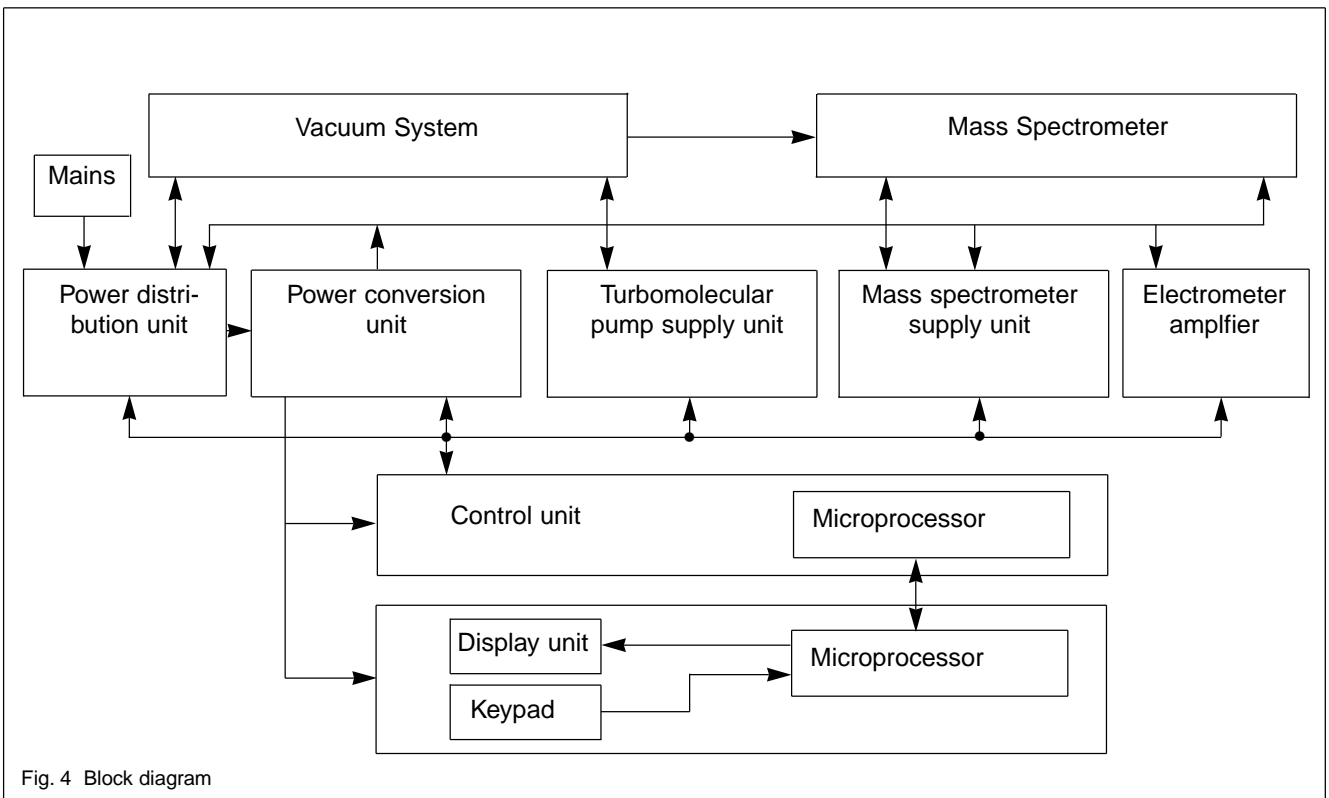 Vacuum System
Mass Spectrometer
Mains
Power distri-
bution unit
Power conversion
unit
Turbomolecular
pump supply unit
Mass spectrometer
supply unit
Electrometer
amplfier
Control unit
Microprocessor
Display unit
Microprocessor
Keypad
Fig. 4 Block diagram